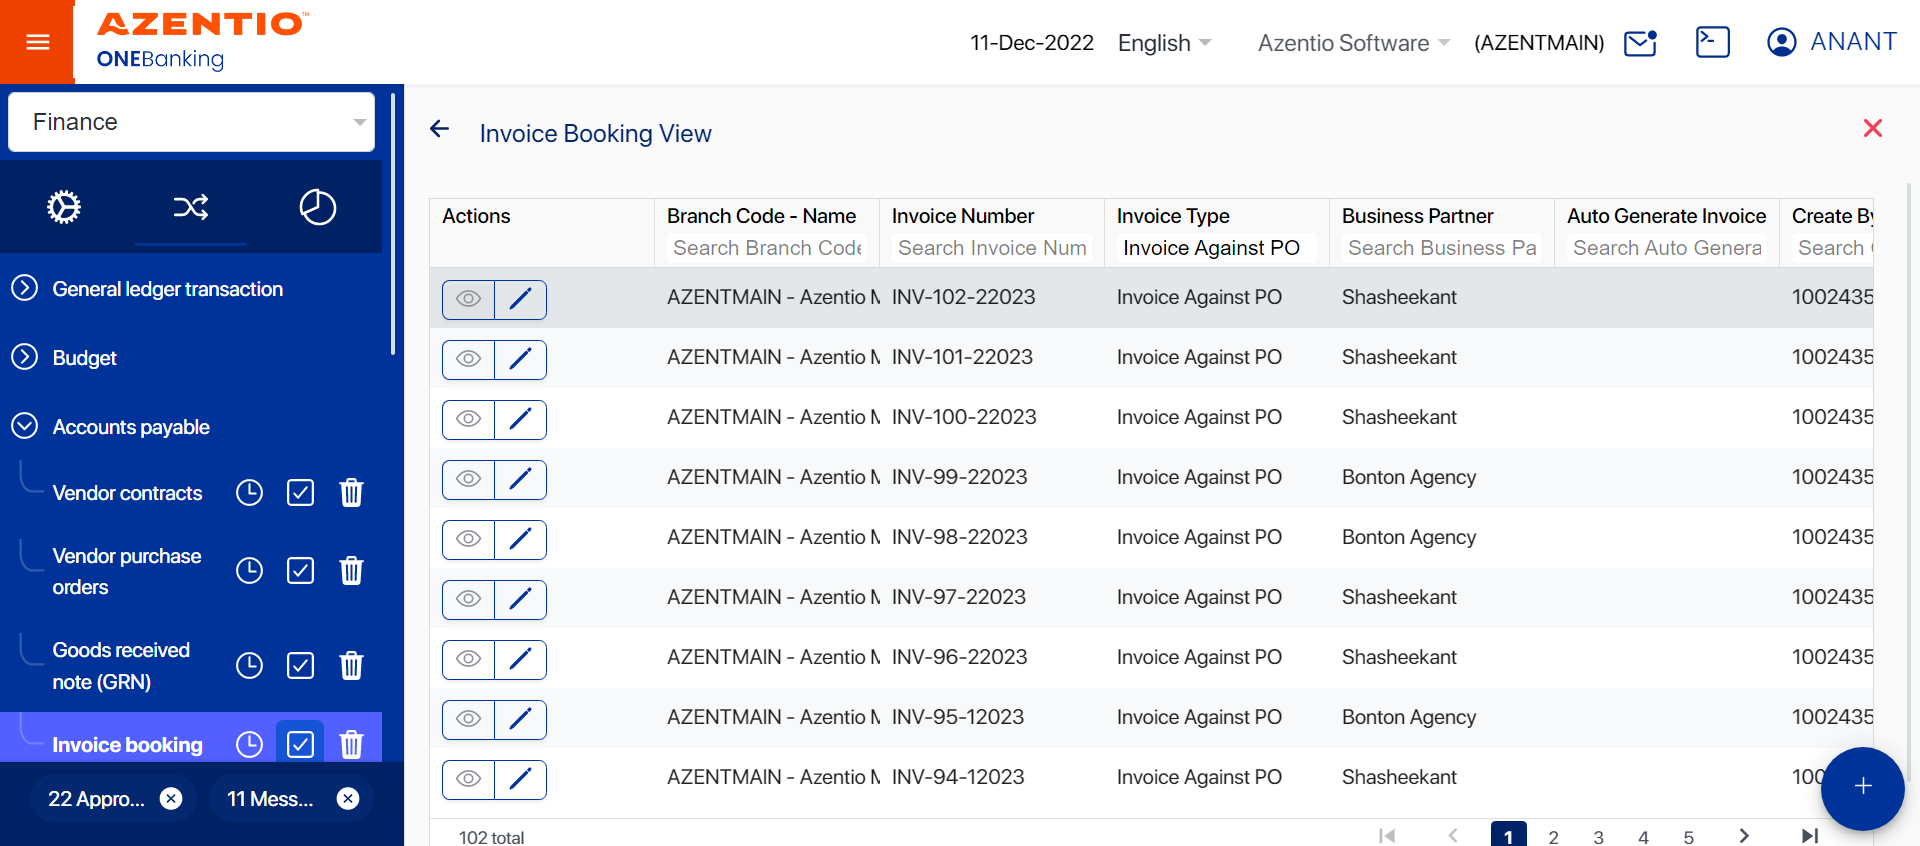 AZENTIO™
ONEBanking
11-Dec-2022
English
Azentio Software
(AZENTMAIN)
ANANT
Finance
General ledger transaction
Budget
Accounts payable
Vendor contracts
Vendor purchase
orders
Goods received
note (GRN)
Invoice booking
22 Appro...
11 Mess...
Invoice Booking View
Actions
Branch Code - Name
Invoice Number
Invoice Type
Business Partner
Auto Generate Invoice
Create By
Search Branch Code
Search Invoice Num
Invoice Against PO
Search Business Pa
Search Auto Genera
Search
AZENTMAIN - Azentio M INV-102-22023 Invoice Against PO Shasheekant 1002435
AZENTMAIN - Azentio M INV-101-22023 Invoice Against PO Shasheekant 1002435
AZENTMAIN - Azentio M INV-100-22023 Invoice Against PO Shasheekant 1002435
AZENTMAIN - Azentio M INV-99-22023 Invoice Against PO Bonton Agency 1002435
AZENTMAIN - Azentio M INV-98-22023 Invoice Against PO Bonton Agency 1002435
AZENTMAIN - Azentio M INV-97-22023 Invoice Against PO Shasheekant 1002435
AZENTMAIN - Azentio M INV-96-22023 Invoice Against PO Shasheekant 1002435
AZENTMAIN - Azentio M INV-95-12023 Invoice Against PO Bonton Agency 1002435
AZENTMAIN - Azentio M INV-94-12023 Invoice Against PO Shasheekant 100
102 total
1 2 3 4 5